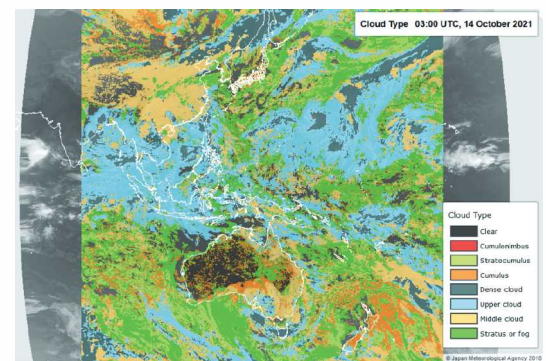 Cloud Type 03:00 UTC, 14 October 2021
Cloud Type
Clear
Cumulonimbus
Stratocumulus
Cumulus
Dense cloud
Upper cloud
Middle cloud
Stratus or fog
© Japan Meteorological Agency 2018